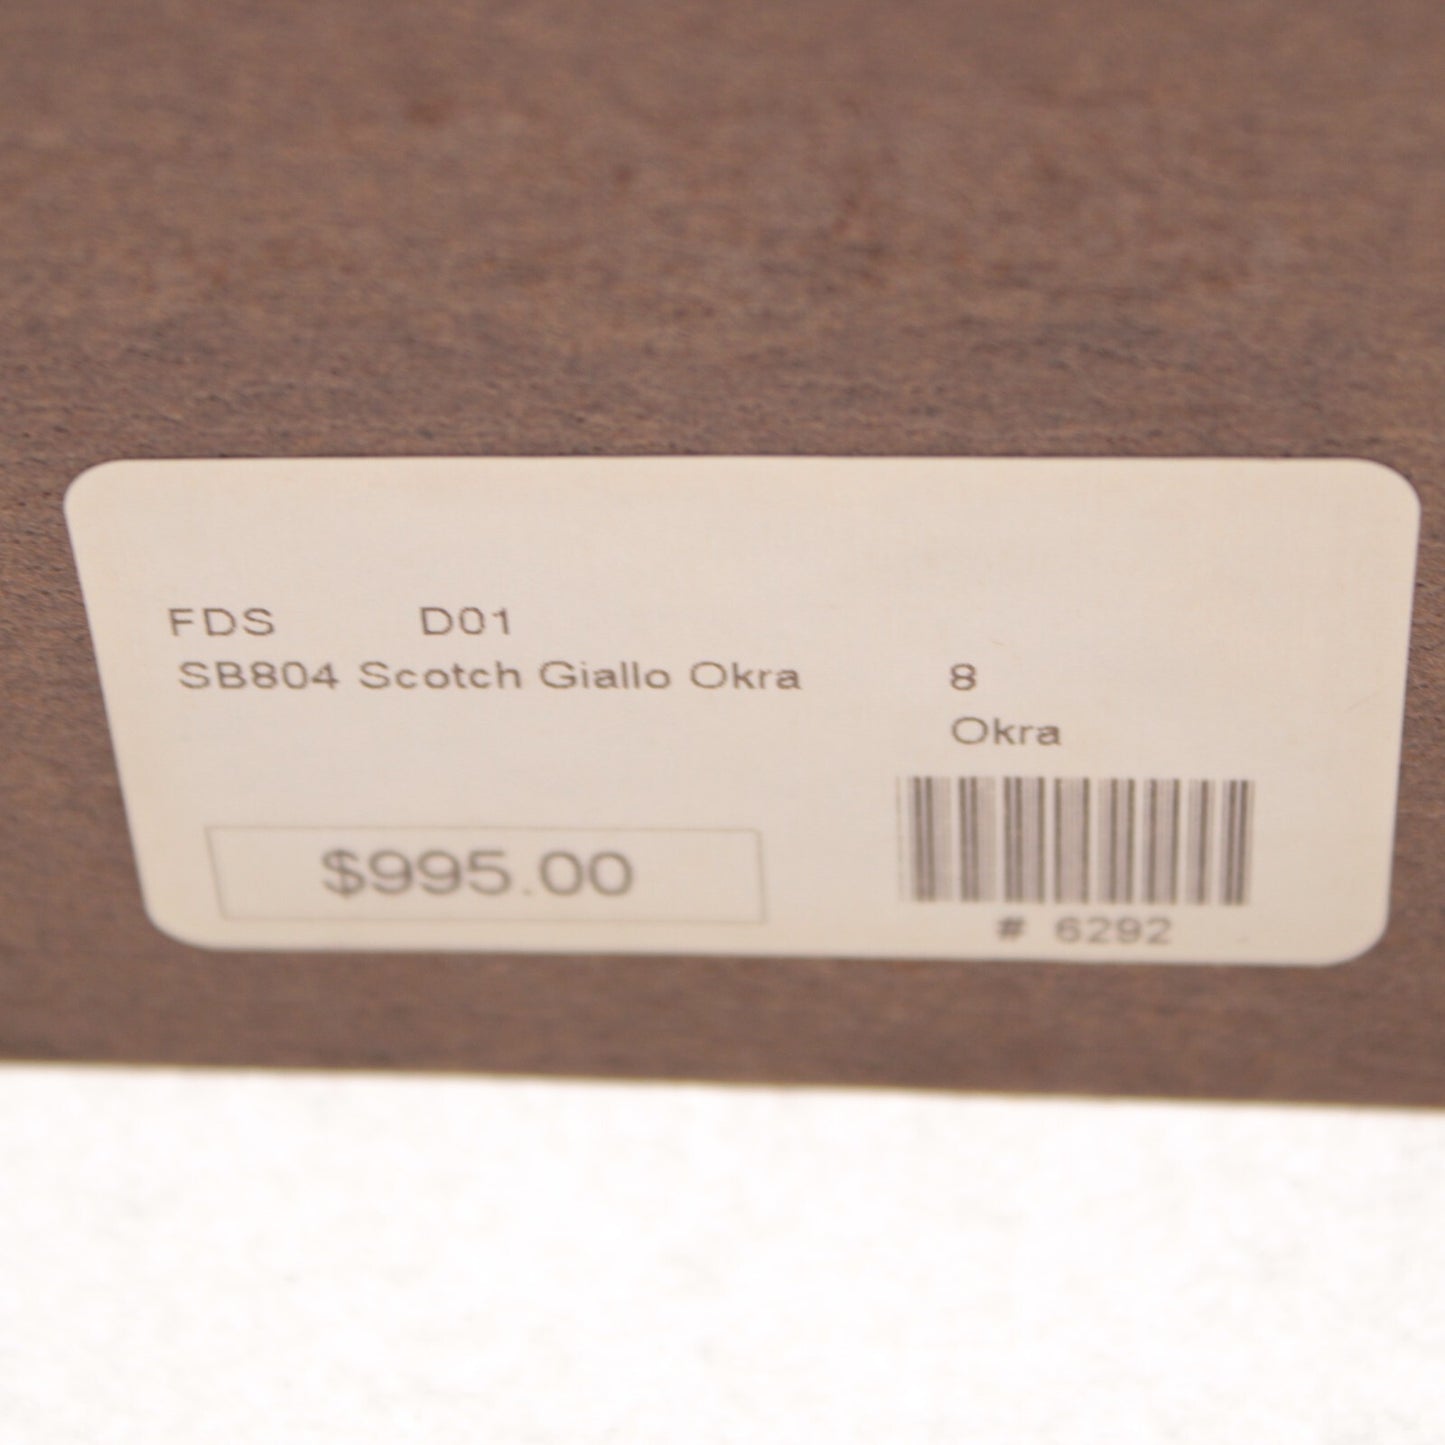 FDS D01
SB804 Scotch Giallo Okra 8
Okra
$995.00
# 6292